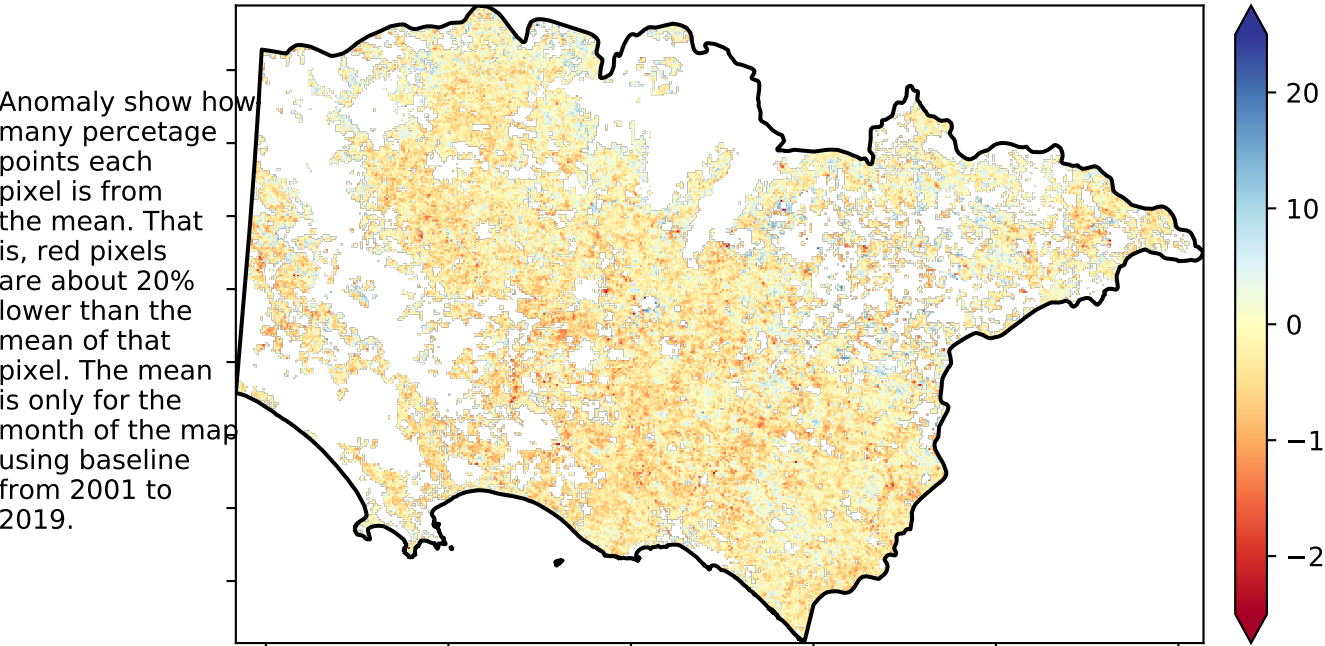 Anomaly show how
many percetage
points each
pixel is from
the mean. That
is, red pixels
are about 20%
lower than the
mean of that
pixel. The mean
is only for the
month of the map
using baseline
from 2001 to
2019.
20
10
0
−1
−2